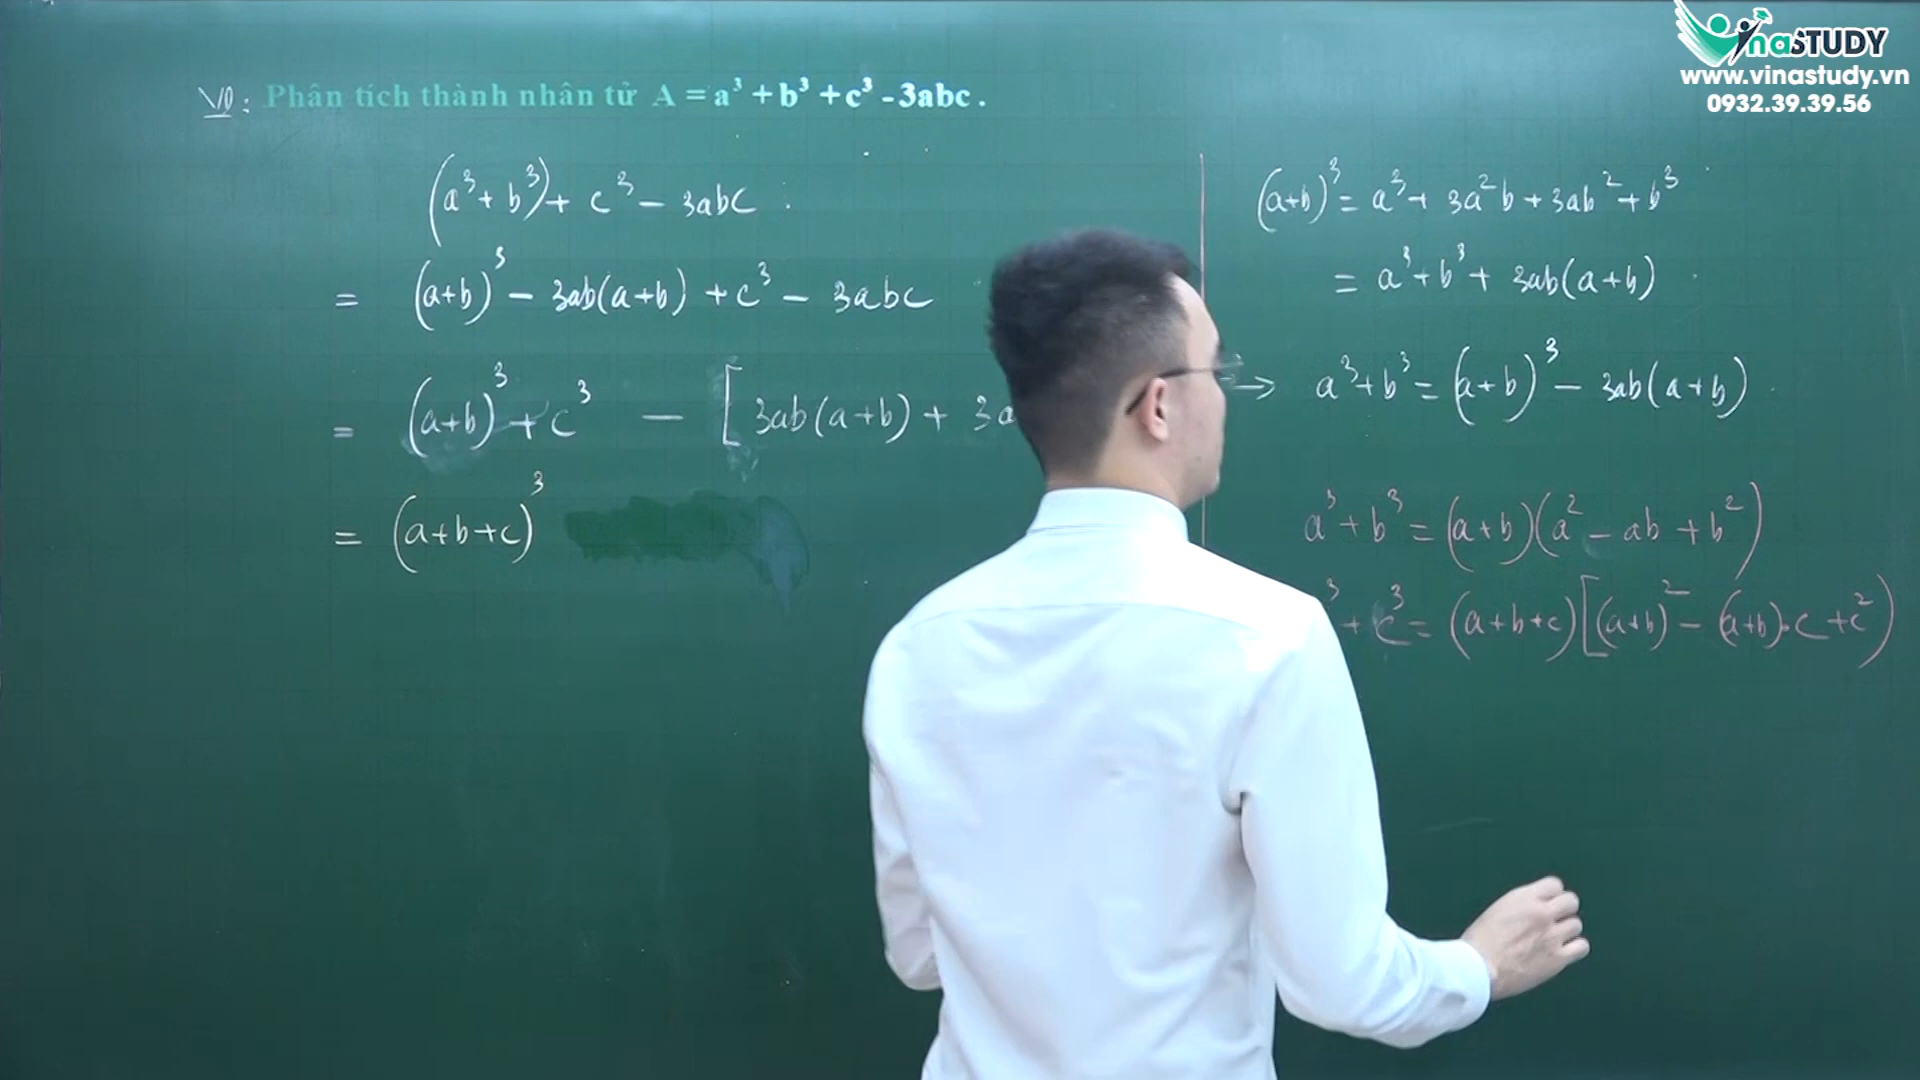 VinaSTUDY
www.vinastudy.vn
0932.39.39.56
VD: Phân tích thành nhân tử A = a³ + b³ + c³ - 3abc.
(a³ + b³) + c³ - 3abc
= (a+b)³ - 3ab(a+b) + c³ - 3abc
= (a+b)³ + c³ - [3ab(a+b) + 3a
= (a+b+c)³
(a+b)³ = a³ + 3a²b + 3ab² + b³
= a³ + b³ + 3ab(a+b)
→ a³ + b³ = (a+b)³ - 3ab(a+b)
a³ + b³ = (a+b)(a² - ab + b²)
³ + c³ = (a+b+c)[(a+b)² - (a+b).c + c²)